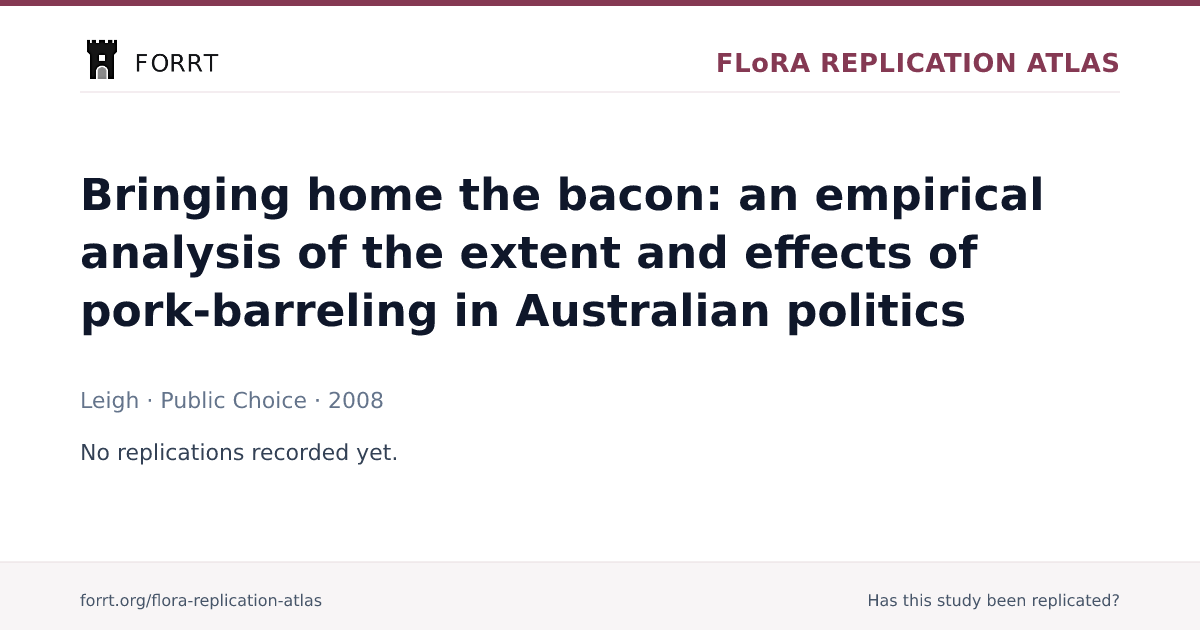 FORRT
FLoRA REPLICATION ATLAS
Bringing home the bacon: an empirical
analysis of the extent and effects of
pork-barreling in Australian politics
Leigh · Public Choice · 2008
No replications recorded yet.
forrt.org/flora-replication-atlas
Has this study been replicated?